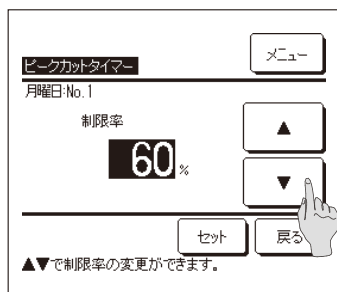 メニュー
ピークカットタイマー
月曜日:No.1
制限率
▲
60%
▼
セット
戻る
▲▼で制限率の変更ができます。